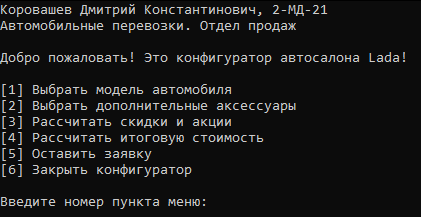 Коровашев Дмитрий Константинович, 2-МД-21
Автомобильные перевозки. Отдел продаж
Добро пожаловать! Это конфигуратор автосалона Lada!
[1] Выбрать модель автомобиля
[2] Выбрать дополнительные аксессуары
[3] Рассчитать скидки и акции
[4] Рассчитать итоговую стоимость
[5] Оставить заявку
[6] Закрыть конфигуратор
Введите номер пункта меню: